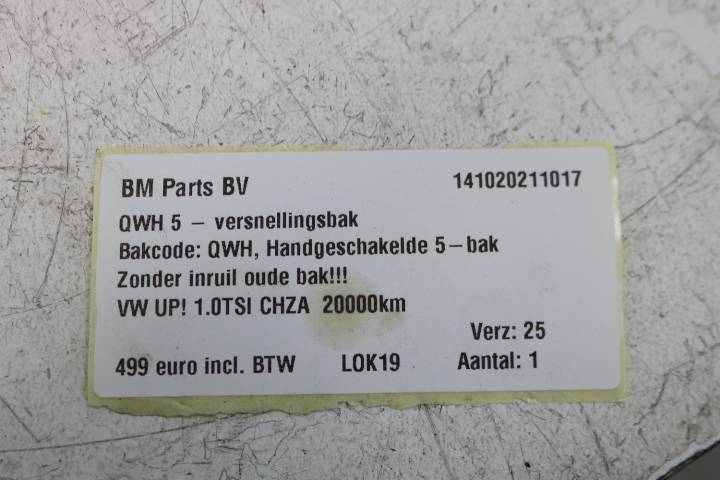 BM Parts BV 141020211017
QWH 5 - versnellingsbak
Bakcode: QWH, Handgeschakelde 5-bak
Zonder inruil oude bak!!!
VW UP! 1.0TSI CHZA 20000km
Verz: 25
499 euro incl. BTW LOK19 Aantal: 1